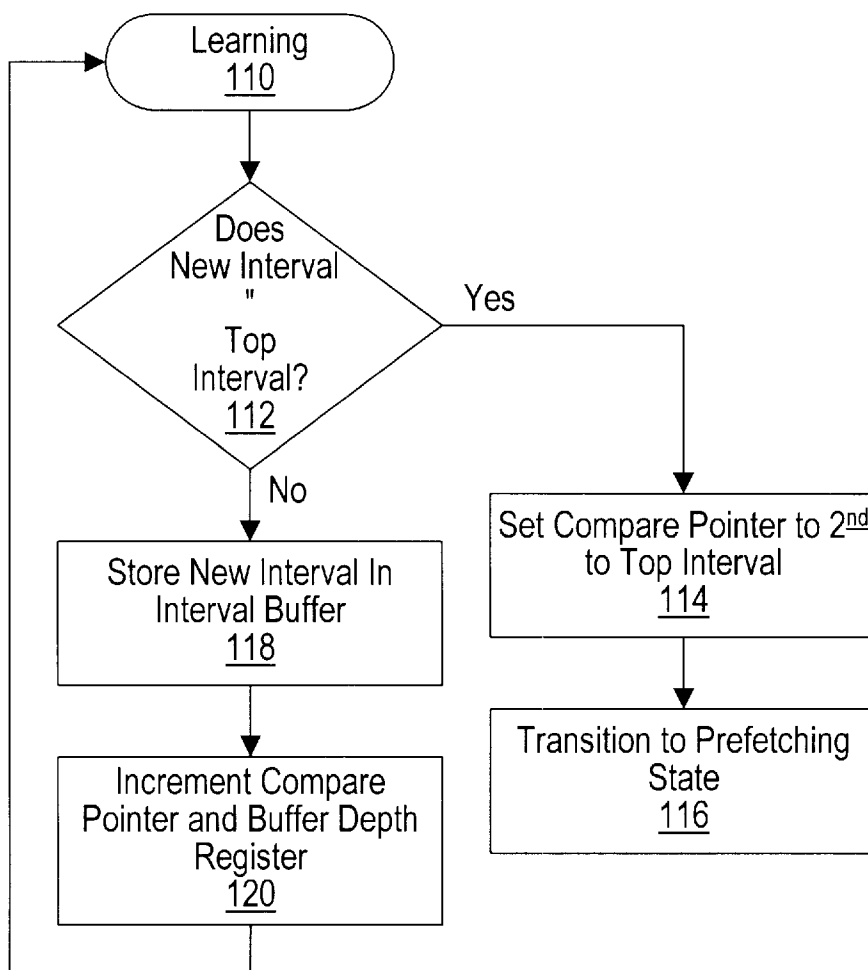 Learning
110
Does
New Interval
"
Top
Interval?
112
Yes
No
Set Compare Pointer to 2nd
to Top Interval
114
Store New Interval In
Interval Buffer
118
Transition to Prefetching
State
116
Increment Compare
Pointer and Buffer Depth
Register
120